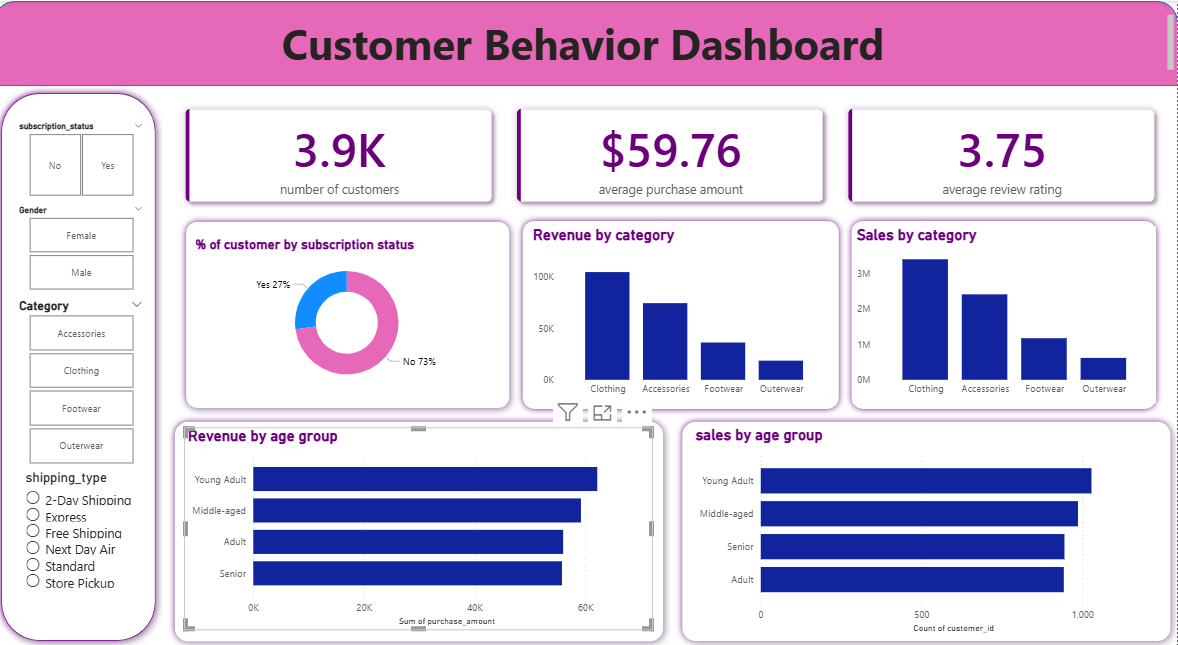 Customer Behavior Dashboard
subscription_status
No
Yes
Gender
Female
Male
Category
Accessories
Clothing
Footwear
Outerwear
shipping_type
2-Day Shipping
Express
Free Shipping
Next Day Air
Standard
Store Pickup
3.9K
number of customers
$59.76
average purchase amount
3.75
average review rating
% of customer by subscription status
Yes 27%
No 73%
Revenue by category
100K
50K
0K
Clothing
Accessories
Footwear
Outerwear
Sales by category
3M
2M
1M
0M
Clothing
Accessories
Footwear
Outerwear
Revenue by age group
Young Adult
Middle-aged
Adult
Senior
0K
20K
40K
60K
Sum of purchase_amount
sales by age group
Young Adult
Middle-aged
Senior
Adult
0
500
1,000
Count of customer_id